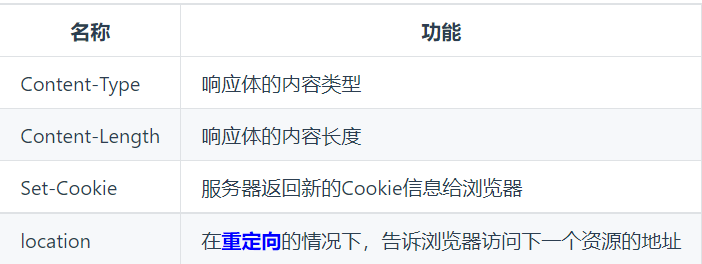 名称 功能
Content-Type 响应体的内容类型
Content-Length 响应体的内容长度
Set-Cookie 服务器返回新的Cookie信息给浏览器
location 在重定向的情况下，告诉浏览器访问下一个资源的地址